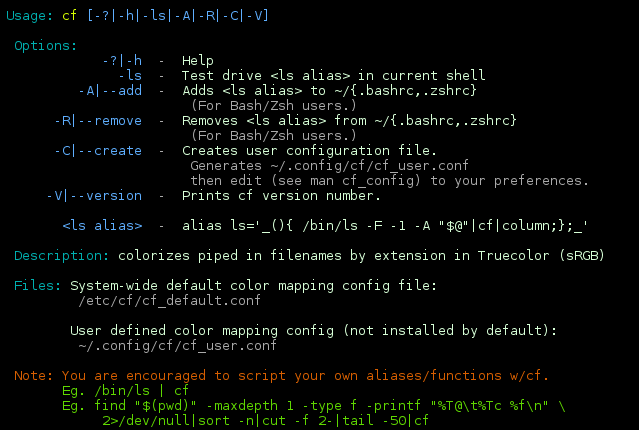 Usage: cf [-?|-h|-ls|-A|-R|-C|-V]
Options:
-?|-h - Help
-ls - Test drive <ls alias> in current shell
-A|--add - Adds <ls alias> to ~/{.bashrc,.zshrc}
(For Bash/Zsh users.)
-R|--remove - Removes <ls alias> from ~/{.bashrc,.zshrc}
(For Bash/Zsh users.)
-C|--create - Creates user configuration file.
Generates ~/.config/cf/cf_user.conf
then edit (see man cf_config) to your preferences.
-V|--version - Prints cf version number.
<ls alias> - alias ls='_(){ /bin/ls -F -1 -A "$@"|cf|column;};_'
Description: colorizes piped in filenames by extension in Truecolor (sRGB)
Files: System-wide default color mapping config file:
/etc/cf/cf_default.conf
User defined color mapping config (not installed by default):
~/.config/cf/cf_user.conf
Note: You are encouraged to script your own aliases/functions w/cf.
Eg. /bin/ls | cf
Eg. find "$(pwd)" -maxdepth 1 -type f -printf "%T@\t%Tc %f\n" \
2>/dev/null|sort -n|cut -f 2-|tail -50|cf